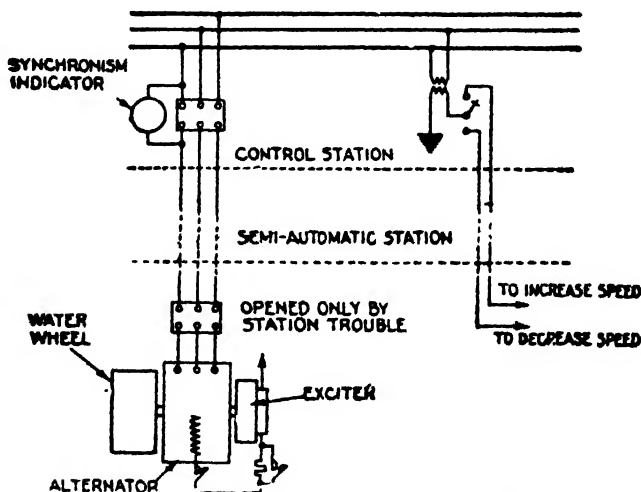 SYNCHRONISM
INDICATOR
CONTROL STATION
SEMI-AUTOMATIC STATION
TO INCREASE SPEED
OPENED ONLY BY
STATION TROUBLE
TO DECREASE SPEED
WATER
WHEEL
EXCITER
ALTERNATOR